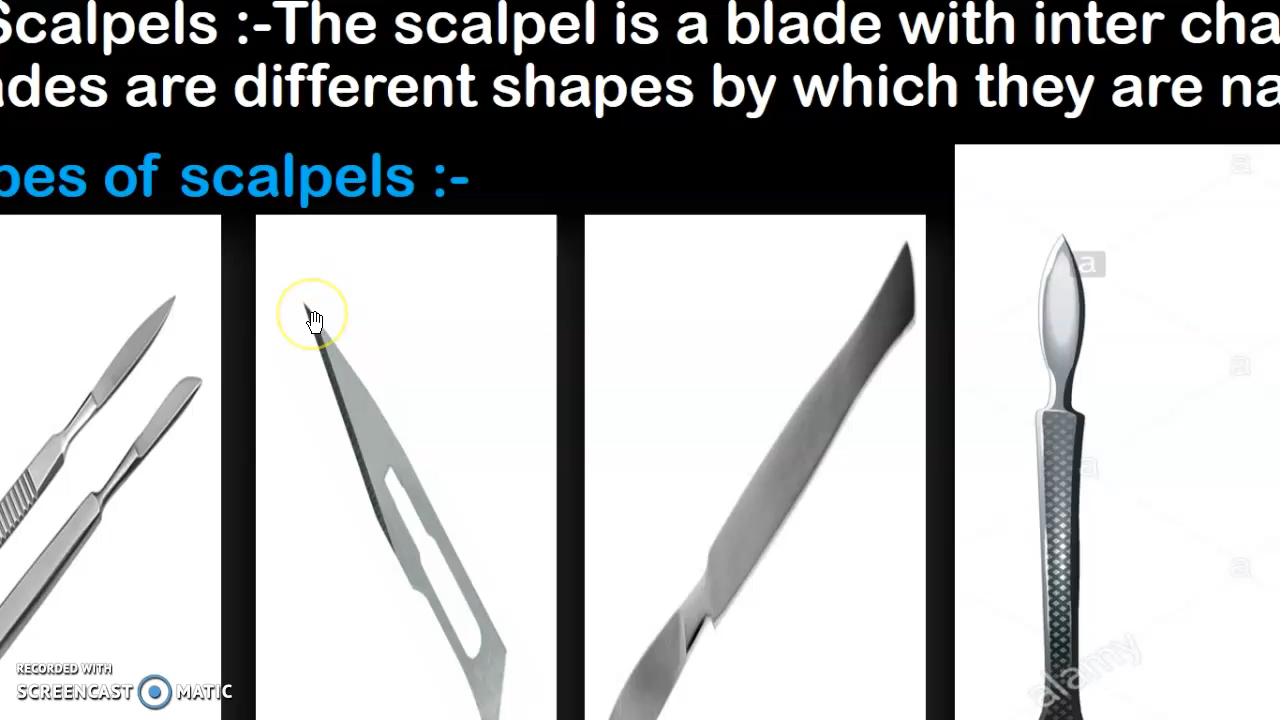 Scalpels :-The scalpel is a blade with inter cha
ades are different shapes by which they are na
pes of scalpels :-
a
a
a
a
a
alamy
RECORDED WITH
SCREENCAST MATIC